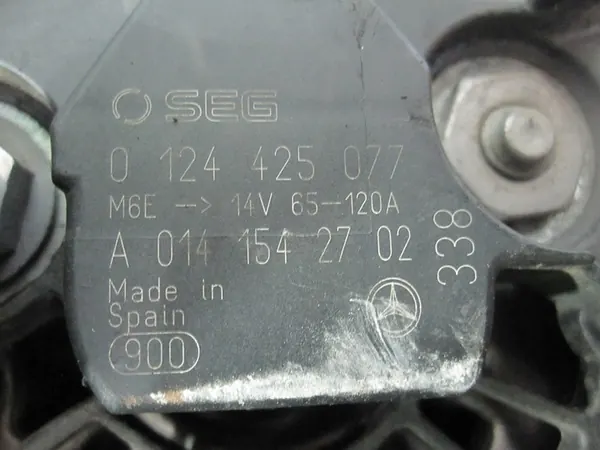 SEG
0 124 425 077
M6E --> 14V 65-120A
A 014 154 27 02
338
Made in
Spain
900